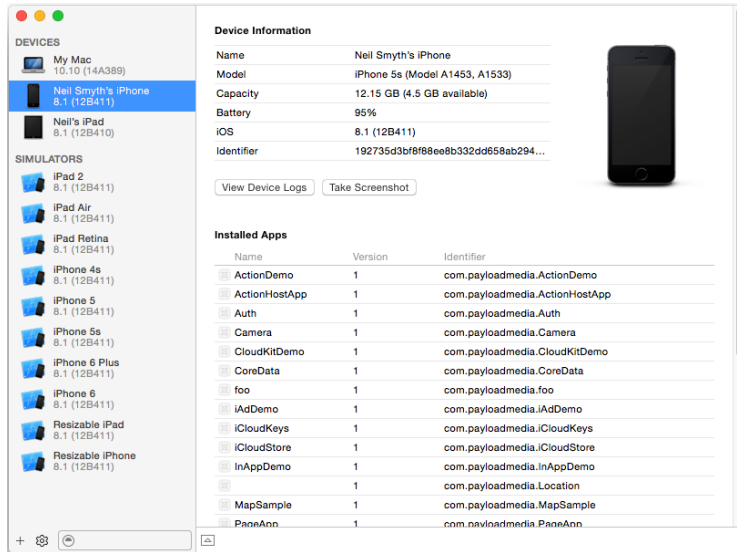 DEVICES
My Mac
10.10 (14A389)
Neil Smyth's iPhone
8.1 (12B411)
Neil's iPad
8.1 (12B410)
SIMULATORS
iPad 2
8.1 (12B411)
iPad Air
8.1 (12B411)
iPad Retina
8.1 (12B411)
iPhone 4s
8.1 (12B411)
iPhone 5
8.1 (12B411)
iPhone 5s
8.1 (12B411)
iPhone 6 Plus
8.1 (12B411)
iPhone 6
8.1 (12B411)
Resizable iPad
8.1 (12B411)
Resizable iPhone
8.1 (12B411)
Device Information
Name Neil Smyth's iPhone
Model iPhone 5s (Model A1453, A1533)
Capacity 12.15 GB (4.5 GB available)
Battery 95%
iOS 8.1 (12B411)
Identifier 192735d3bf8f88ee8b332dd658ab294...
View Device Logs Take Screenshot
Installed Apps
Name Version Identifier
ActionDemo 1 com.payloadmedia.ActionDemo
ActionHostApp 1 com.payloadmedia.ActionHostApp
Auth 1 com.payloadmedia.Auth
Camera 1 com.payloadmedia.Camera
CloudKitDemo 1 com.payloadmedia.CloudKitDemo
CoreData 1 com.payloadmedia.CoreData
foo 1 com.payloadmedia.foo
iAdDemo 1 com.payloadmedia.iAdDemo
iCloudKeys 1 com.payloadmedia.iCloudKeys
iCloudStore 1 com.payloadmedia.iCloudStore
InAppDemo 1 com.payloadmedia.InAppDemo
1 com.payloadmedia.Location
MapSample 1 com.payloadmedia.MapSample
PageApp 1 com.payloadmedia.PageApp